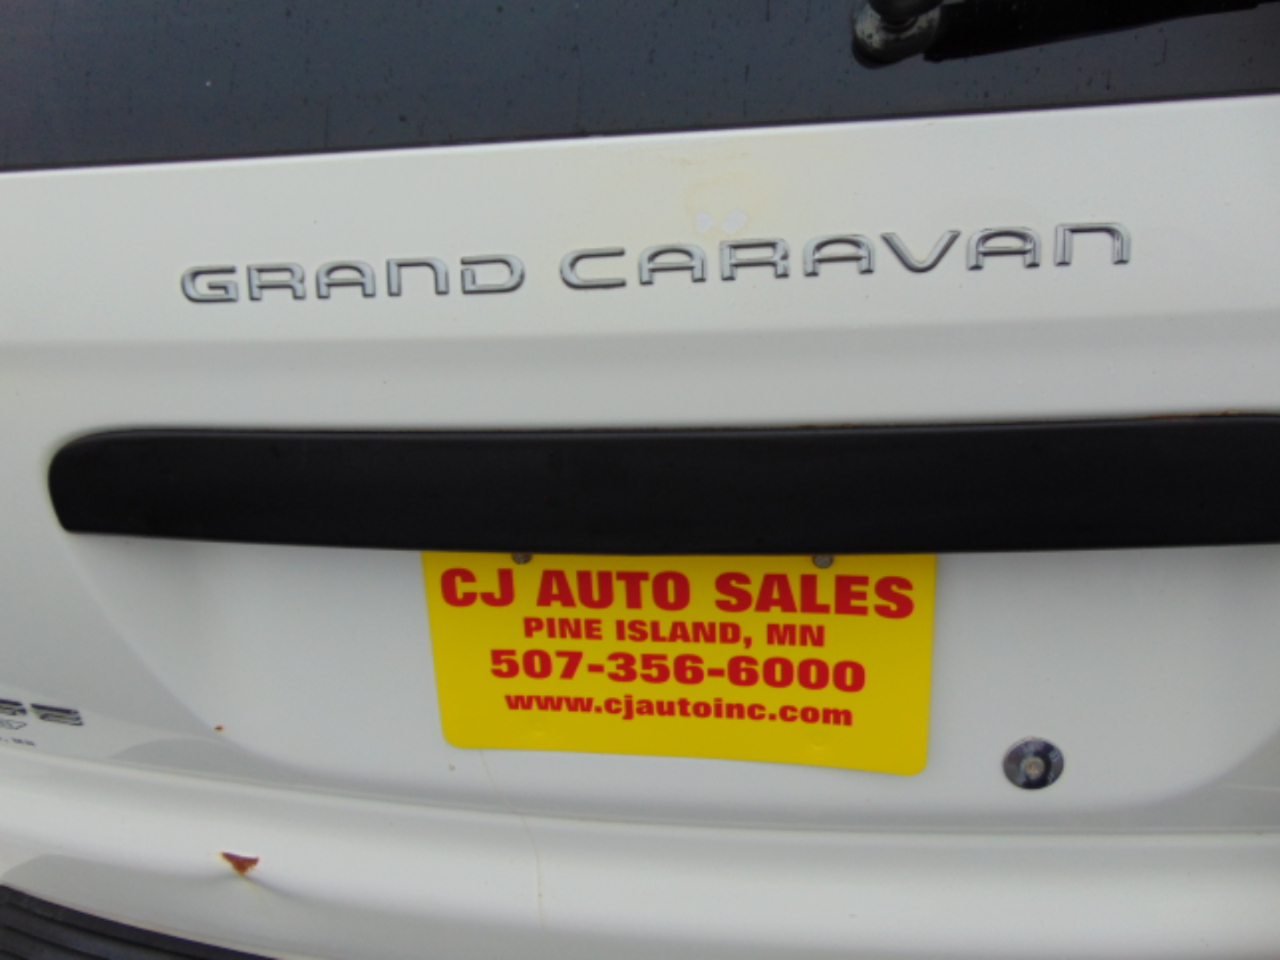 GRAND CARAVAN
CJ AUTO SALES
PINE ISLAND, MN
507-356-6000
www.cjautoinc.com